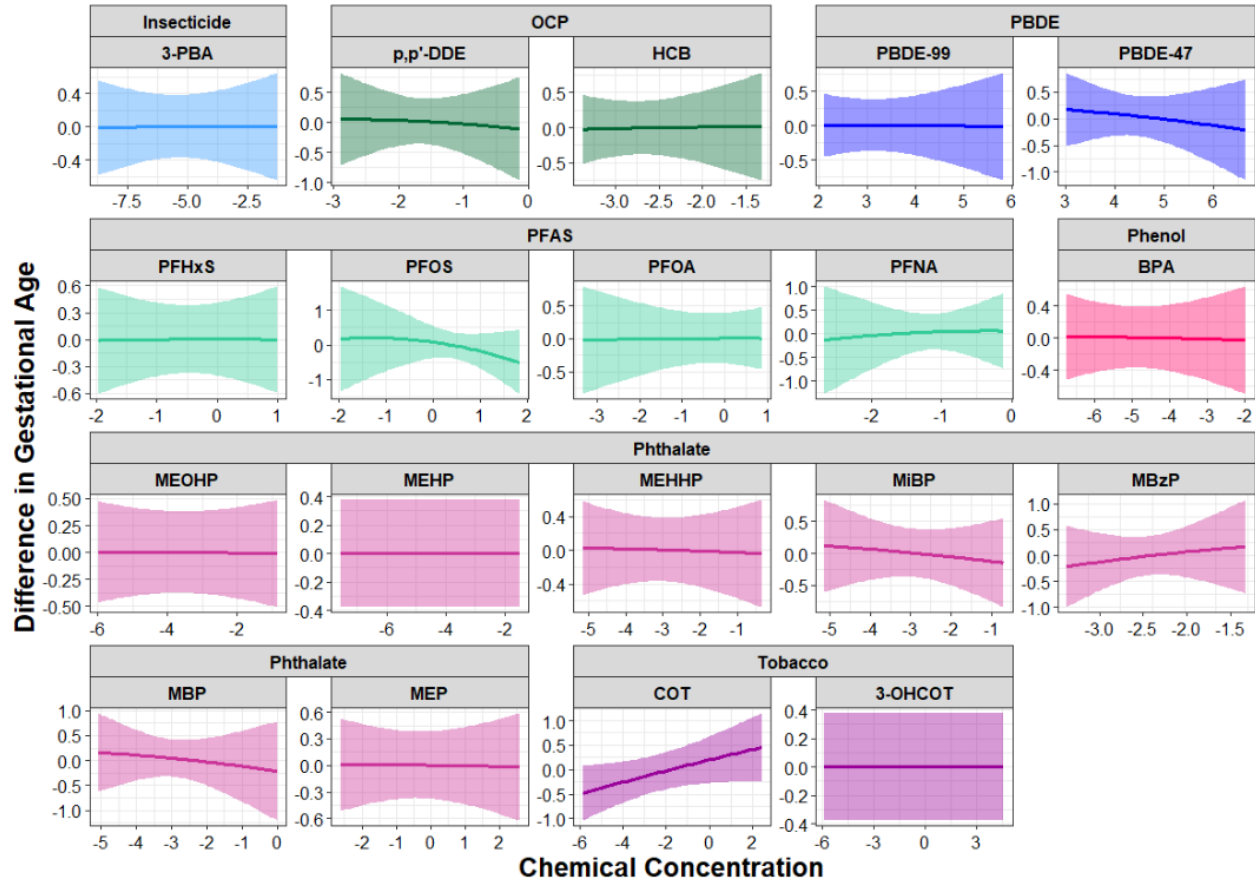 Insecticide OCP PBDE
3-PBA p,p'-DDE HCB PBDE-99 PBDE-47
0.4 0.0 -0.4
0.5 0.0 -0.5 -1.0
0.5 0.0 -0.5
0.5 0.0 -0.5
0.5 0.0 -0.5 -1.0
-7.5 -5.0 -2.5 -3 -2 -1 0 -3.0 -2.5 -2.0 -1.5 2 3 4 5 6 3 4 5 6
PFAS Phenol
PFHxS PFOS PFOA PFNA BPA
0.6 0.3 0.0 -0.3 -0.6
1 0 -1
0.5 0.0 -0.5
1.0 0.5 0.0 -0.5 -1.0
0.4 0.0 -0.4
-2 -1 0 1 -2 -1 0 1 2 -3 -2 -1 0 1 -2 -1 0 -6 -5 -4 -3 -2
Difference in Gestational Age
Phthalate
MEOHP MEHP MEHHP MiBP MBzP
0.50 0.25 0.00 -0.25 -0.50
0.4 0.2 0.0 -0.2 -0.4
0.4 0.0 -0.4
0.5 0.0 -0.5
1.0 0.5 0.0 -0.5 -1.0
-6 -4 -2 -6 -4 -2 -5 -4 -3 -2 -1 -5 -4 -3 -2 -1 -3.0 -2.5 -2.0 -1.5
Phthalate Tobacco
MBP MEP COT 3-OHCOT
1.0 0.5 0.0 -0.5 -1.0
0.6 0.3 0.0 -0.3 -0.6
1.0 0.5 0.0 -0.5 -1.0
0.4 0.2 0.0 -0.2 -0.4
-5 -4 -3 -2 -1 0 -2 -1 0 1 2 -6 -4 -2 0 2 -6 -3 0 3
Chemical Concentration